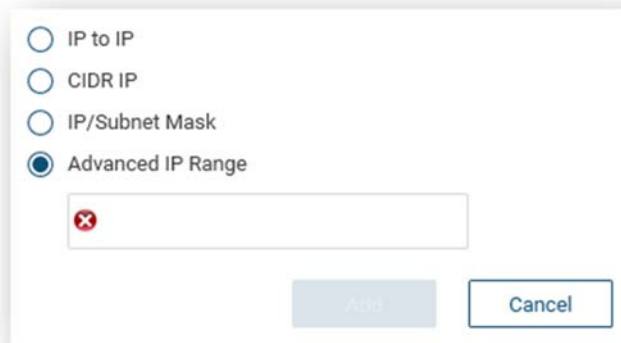 IP to IP
CIDR IP
IP/Subnet Mask
Advanced IP Range
Add Cancel